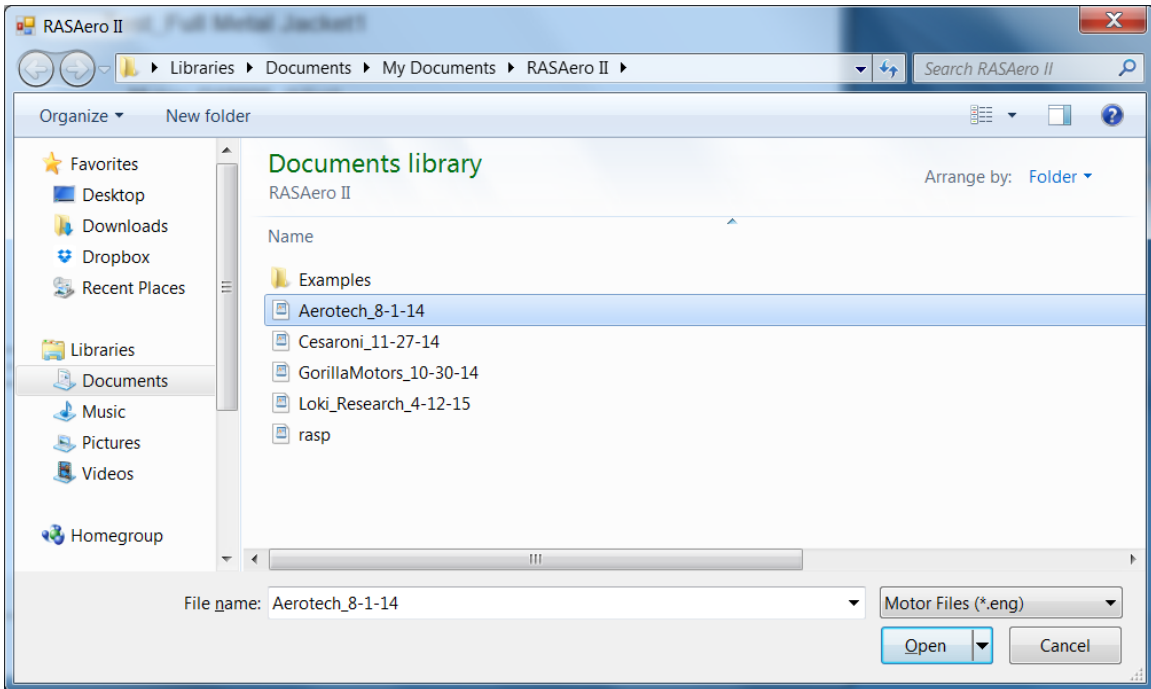 RASAero II
Libraries Documents My Documents RASAero II
Search RASAero II
Organize New folder
Favorites
Desktop
Downloads
Dropbox
Recent Places
Libraries
Documents
Music
Pictures
Videos
Homegroup
Documents library
RASAero II
Arrange by: Folder
Name
Examples
Aerotech_8-1-14
Cesaroni_11-27-14
GorillaMotors_10-30-14
Loki_Research_4-12-15
rasp
File name: Aerotech_8-1-14
Motor Files (*.eng)
Open Cancel